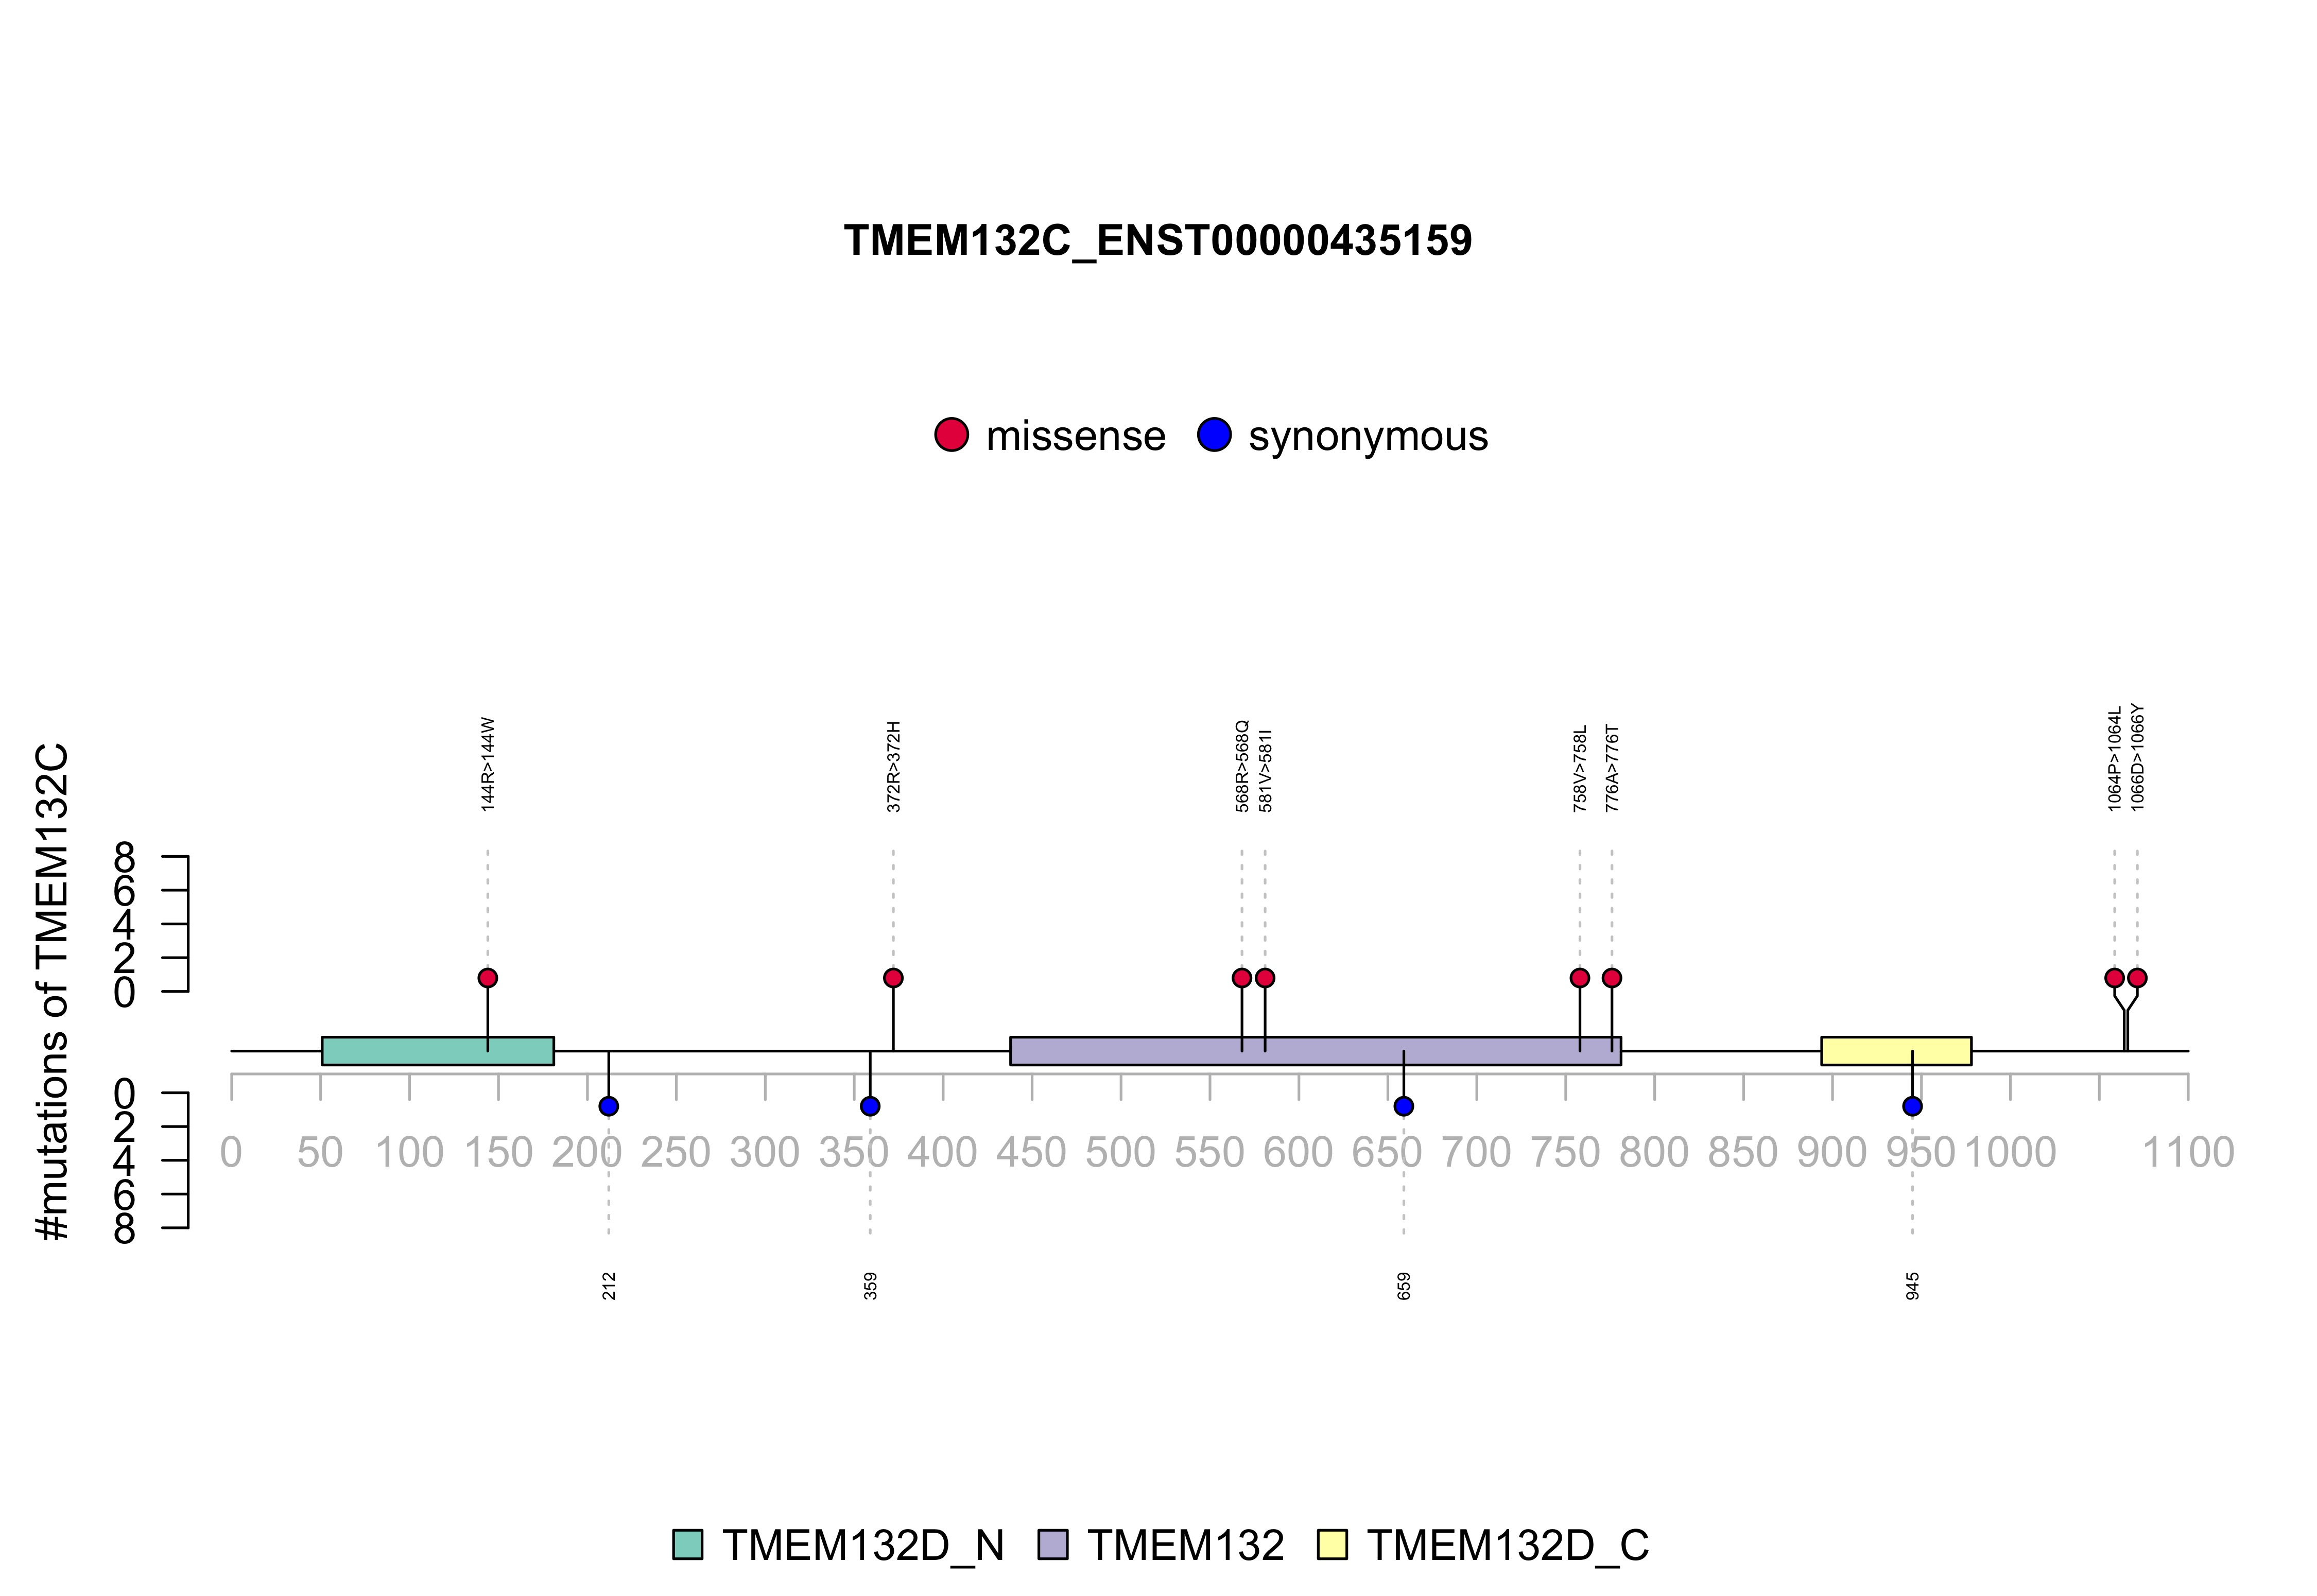 TMEM132C_ENST00000435159
missense synonymous
144R>144W
372R>372H
568R>568Q
581V>581I
758V>758L
776A>776T
1064P>1064L
1066D>1066Y
#mutations of TMEM132C
8
6
4
2
0
0
2
4
6
8
0 50 100 150 200 250 300 350 400 450 500 550 600 650 700 750 800 850 900 950 1000 1100
212
359
659
945
TMEM132D_N TMEM132 TMEM132D_C